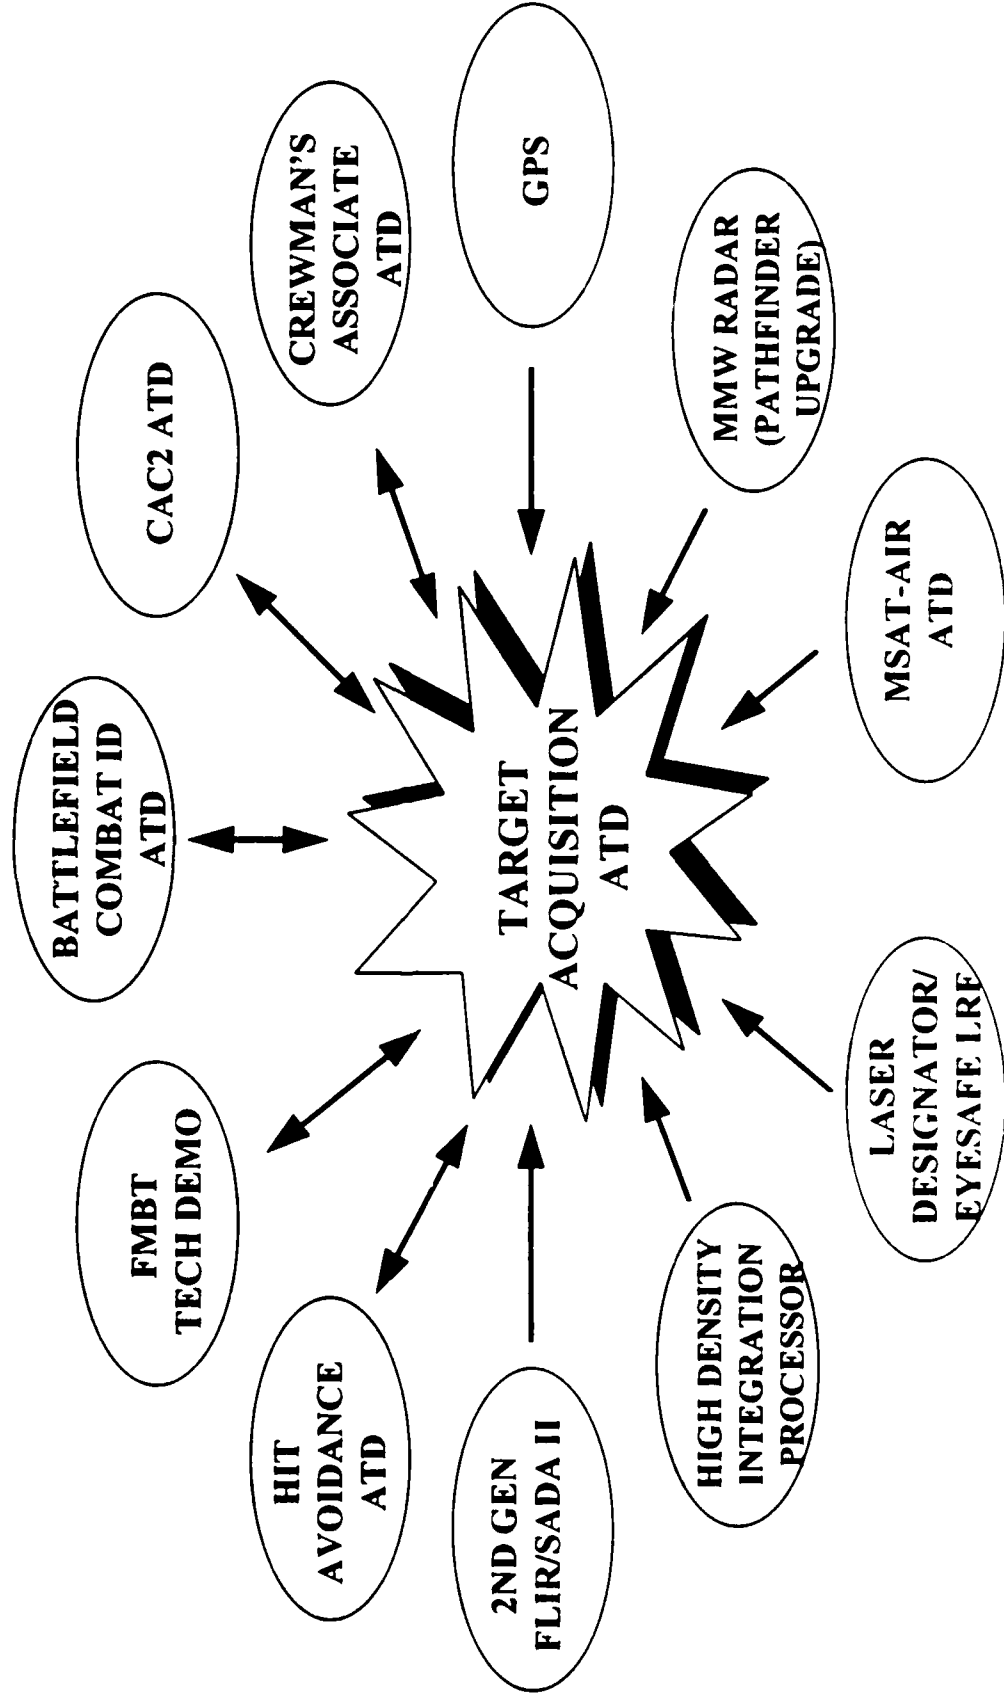 BATTLEFIELD
COMBAT ID
ATD
FMBT
TECH DEMO
CAC2 ATD
HIT
AVOIDANCE
ATD
CREWMAN'S
ASSOCIATE
ATD
2ND GEN
FLIR/SADA II
TARGET
ACQUISITION
ATD
GPS
HIGH DENSITY
INTEGRATION
PROCESSOR
MMW RADAR
(PATHFINDER
UPGRADE)
LASER
DESIGNATOR/
EYESAFE LRF
MSAT-AIR
ATD